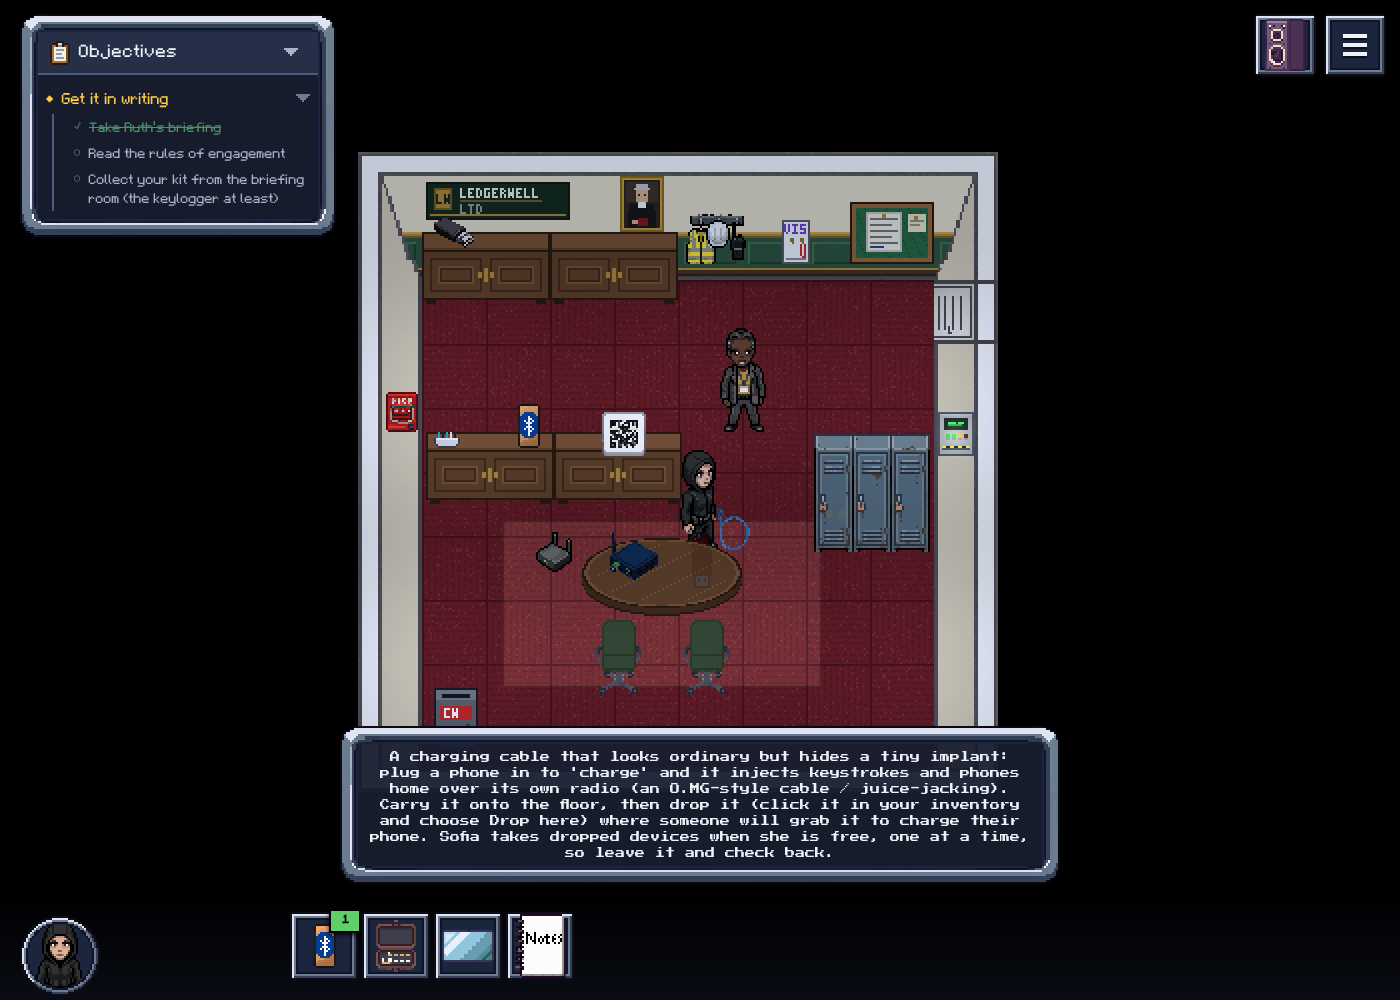 Objectives
Get it in writing
Take Ruth's briefing
Read the rules of engagement
Collect your kit from the briefing
room (the keylogger at least)
LW
LEDGERWELL
LTD
VIS
FIRE
CW
A charging cable that looks ordinary but hides a tiny implant:
plug a phone in to 'charge' and it injects keystrokes and phones
home over its own radio (an O.MG-style cable / juice-jacking).
Carry it onto the floor, then drop it (click it in your inventory
and choose Drop here) where someone will grab it to charge their
phone. Sofia takes dropped devices when she is free, one at a time,
so leave it and check back.
1
Notes